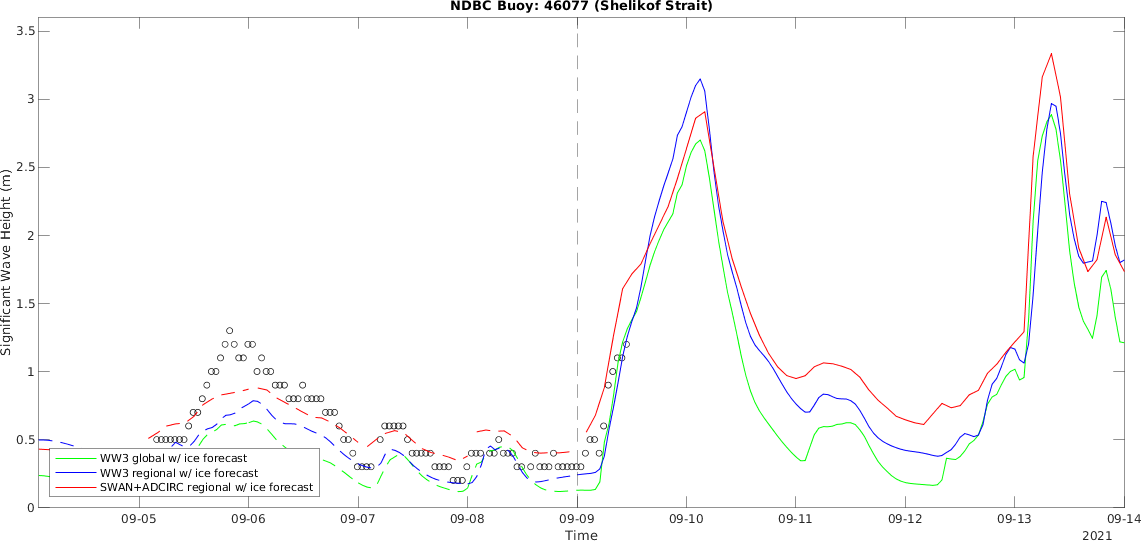 NDBC Buoy: 46077 (Shelikof Strait)
3.5
3
2.5
2
1.5
1
0.5
0
Significant Wave Height (m)
WW3 global w/ ice forecast
WW3 regional w/ ice forecast
SWAN+ADCIRC regional w/ ice forecast
09-05 09-06 09-07 09-08 09-09 09-10 09-11 09-12 09-13 09-14
Time
2021